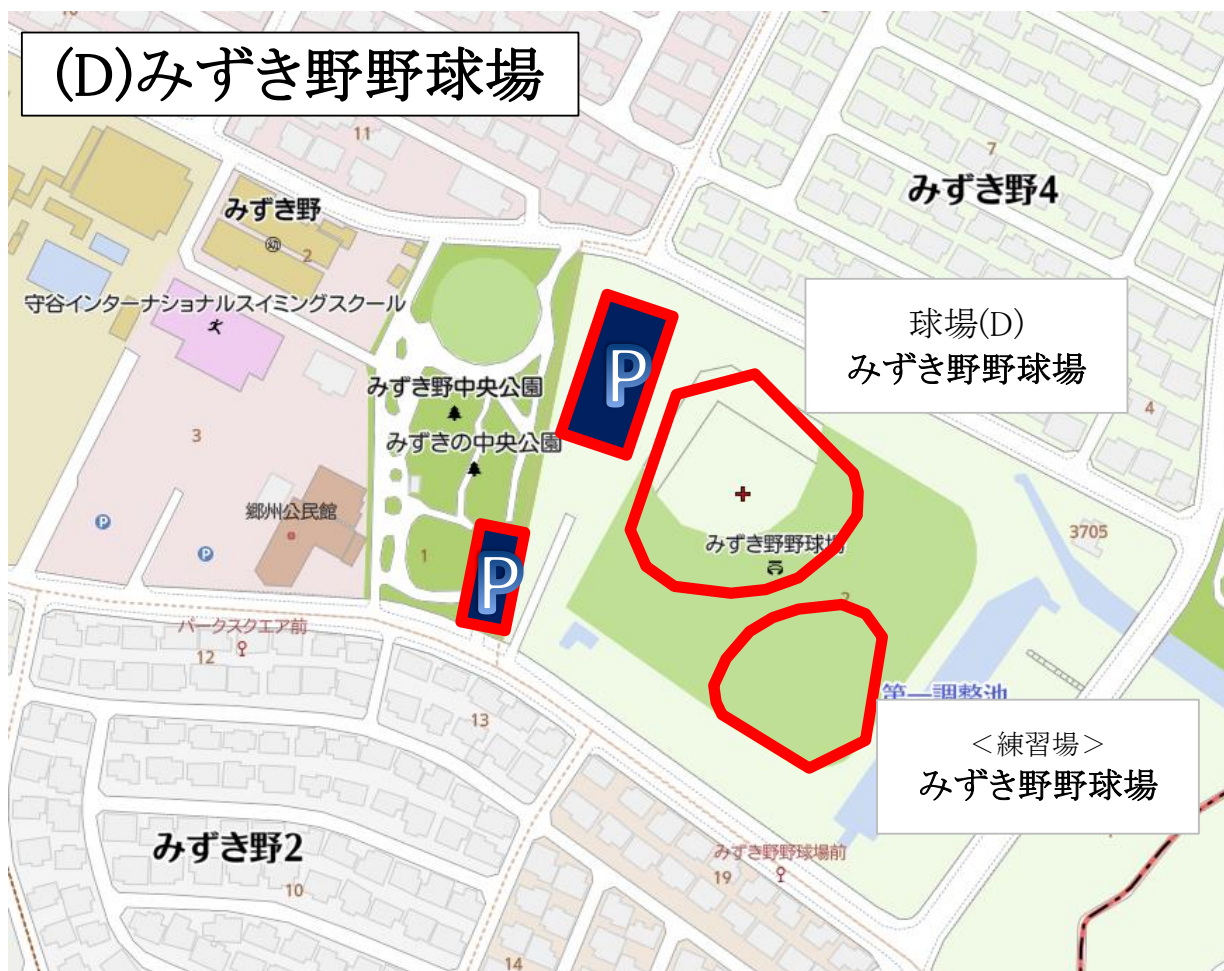 (D)みずき野野球場
11
7
みずき野4
みずき野
幼
2
守谷インターナショナルスイミングスクール
球場(D)
みずき野野球場
P
みずき野中央公園
みずきの中央公園
4
3
郷州公民館
P
P
1
P
みずき野野球場
3705
2
パークスクエア前
12
第一調整池
13
<練習場>
みずき野野球場
みずき野2
10
みずき野野球場前
19
14